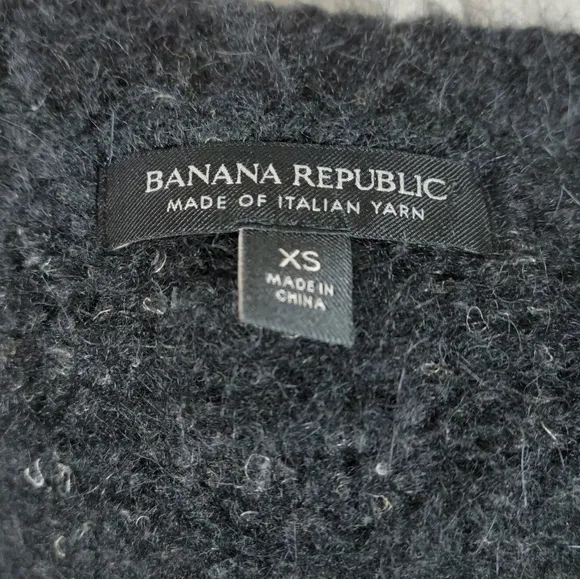 BANANA REPUBLIC
MADE OF ITALIAN YARN
XS
MADE IN
CHINA